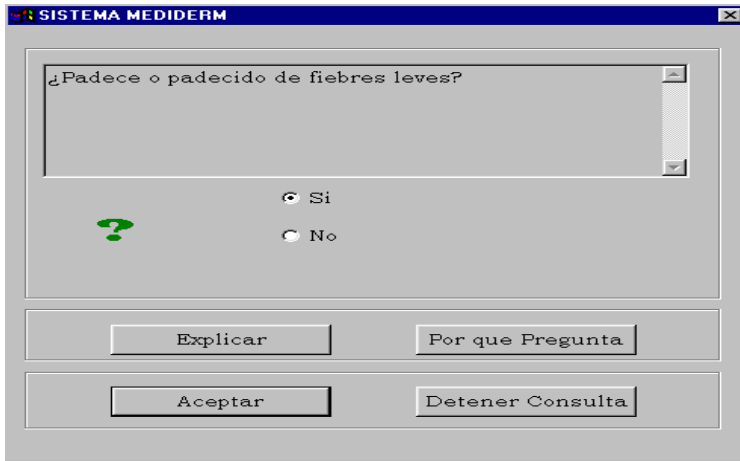 SISTEMA MEDIDERM
¿Padece o padecido de fiebres leves?
Si
No
Explicar
Por que Pregunta
Aceptar
Detener Consulta